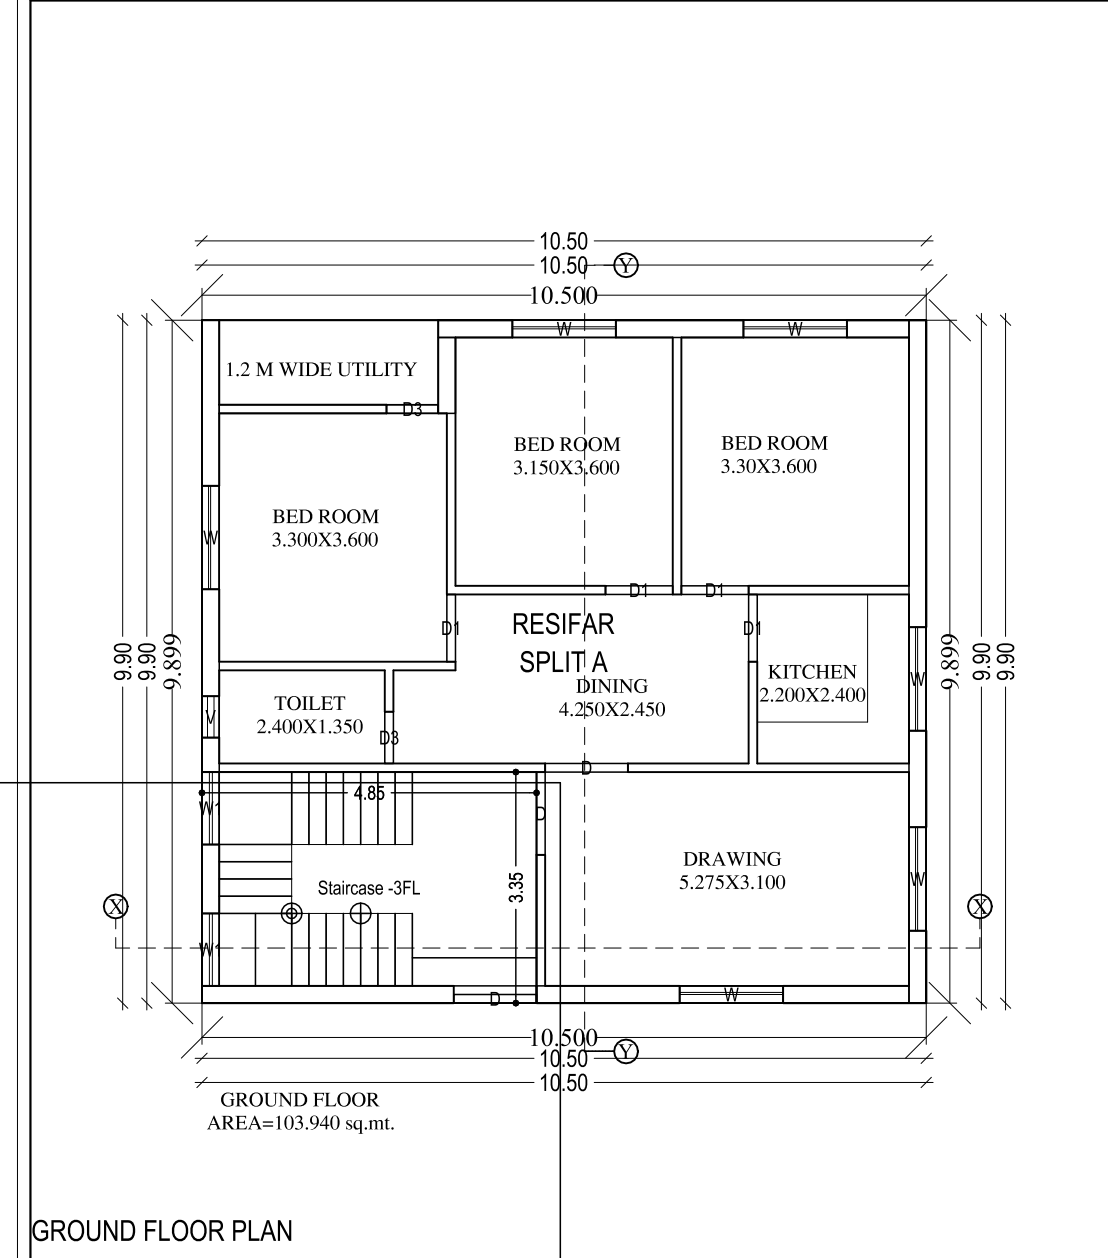 10.50
10.50
Y
10.500
W
W
1.2 M WIDE UTILITY
D3
BED ROOM
3.150X3.600
BED ROOM
3.30X3.600
BED ROOM
3.300X3.600
W
D1
D1
RESIFAR
D1
D1
SPLIT A
9.90
9.90
9.899
9.899
9.90
9.90
KITCHEN
2.200X2.400
W
DINING
4.250X2.450
TOILET
2.400X1.350
V
D3
D
4.85
W1
D
DRAWING
5.275X3.100
W
Staircase -3FL
3.35
X
X
W1
D
W
10.500
10.50
Y
10.50
GROUND FLOOR
AREA=103.940 sq.mt.
GROUND FLOOR PLAN